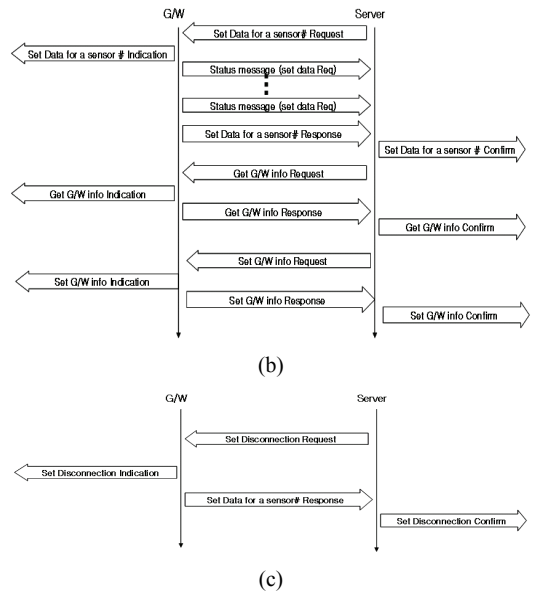 G/W Server
Set Data for a sensor# Request
Set Data for a sensor # Indication
Status message (set data Req)
Status message (set data Req)
Set Data for a sensor# Response
Set Data for a sensor # Confirm
Get G/W info Request
Get G/W info Indication
Get G/W info Response
Get G/W info Confirm
Set G/W info Request
Set G/W info Indication
Set G/W info Response
Set G/W info Confirm
(b)
G/W Server
Set Disconnection Request
Set Disconnection Indication
Set Data for a sensor# Response
Set Disconnection Confirm
(c)